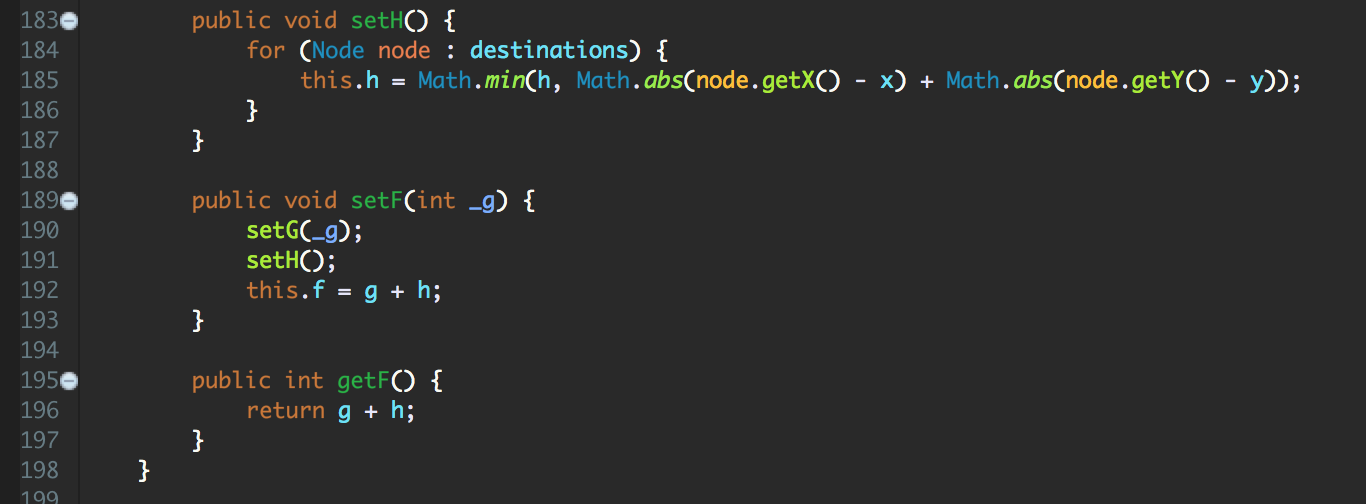 183 public void setH() {
184 for (Node node : destinations) {
185 this.h = Math.min(h, Math.abs(node.getX() - x) + Math.abs(node.getY() - y));
186 }
187 }
188
189 public void setF(int _g) {
190 setG(_g);
191 setH();
192 this.f = g + h;
193 }
194
195 public int getF() {
196 return g + h;
197 }
198 }
199